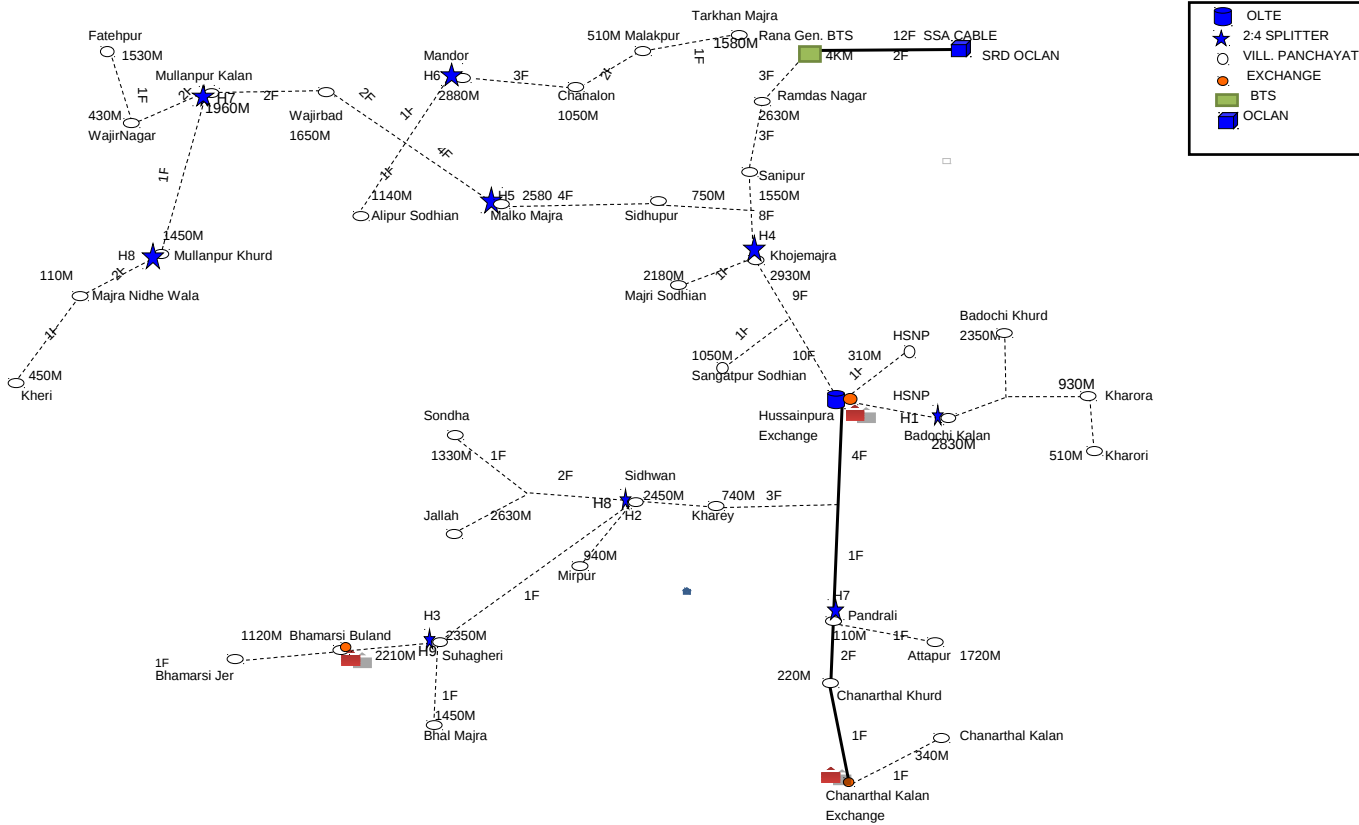 Tarkhan Majra
Fatehpur
1530M
510M Malakpur
1F
1580M
Rana Gen. BTS
12F SSA CABLE
4KM
2F
SRD OCLAN
OLTE
2:4 SPLITTER
VILL. PANCHAYAT
EXCHANGE
BTS
OCLAN
Mandor
H6
2880M
3F
2F
Chanalon
1050M
3F
Ramdas Nagar
2630M
3F
Mullanpur Kalan
H7
1960M
1F
2F
430M
WajirNagar
2F
Wajirbad
1650M
2F
1F
4F
1F
1140M
Alipur Sodhian
1F
Sanipur
1550M
8F
H5 2580 4F
Malko Majra
750M
Sidhupur
H4
Khojemajra
2930M
9F
2180M
1F
Majri Sodhian
1450M
H8
Mullanpur Khurd
110M
2F
Majra Nidhe Wala
1F
450M
Kheri
1F
1050M
Sangatpur Sodhian
10F
310M
HSNP
1F
Badochi Khurd
2350M
HSNP
H1
Badochi Kalan
2830M
930M
Kharora
510M
Kharori
Hussainpura
Exchange
4F
Sondha
1330M
1F
2F
Sidhwan
H8
2450M
H2
740M
3F
Kharey
Jallah
2630M
940M
Mirpur
1F
1F
H7
Pandrali
110M
1F
2F
Attapur
1720M
H3
1120M
Bhamarsi Buland
2350M
2210M
H9
Suhagheri
1F
Bhamarsi Jer
1F
1450M
Bhal Majra
220M
Chanarthal Khurd
1F
Chanarthal Kalan
340M
1F
Chanarthal Kalan
Exchange